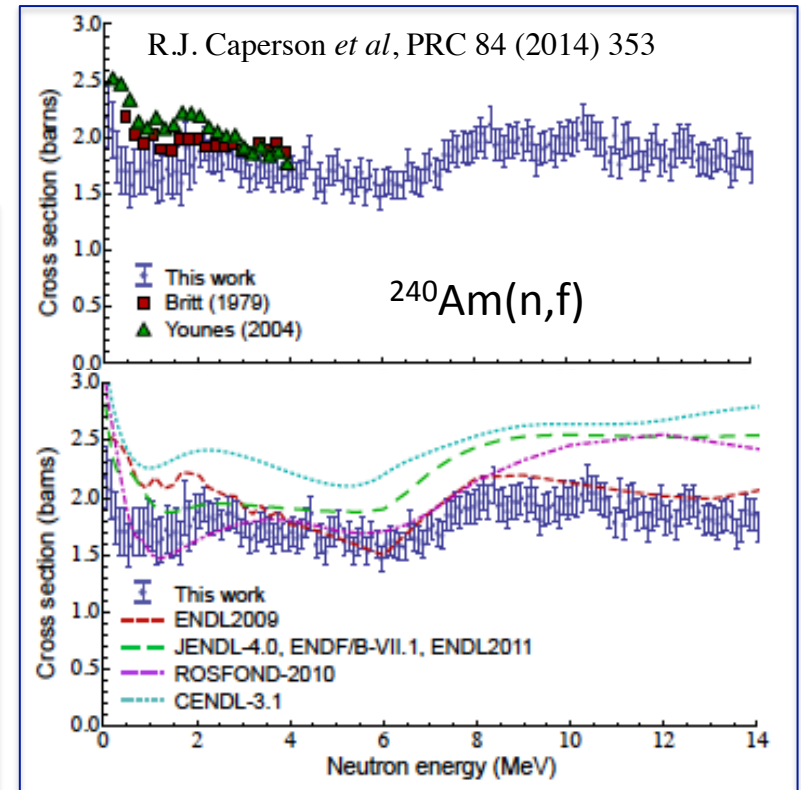 R.J. Caperson et al, PRC 84 (2014) 353
3.0
2.5
2.0
1.5
1.0
0.5
0.0
Cross section (barns)
This work
Britt (1979)
Younes (2004)
²⁴⁰Am(n,f)
3.0
2.5
2.0
1.5
1.0
0.5
0.0
Cross section (barns)
This work
ENDL2009
JENDL-4.0, ENDF/B-VII.1, ENDL2011
ROSFOND-2010
CENDL-3.1
0 2 4 6 8 10 12 14
Neutron energy (MeV)